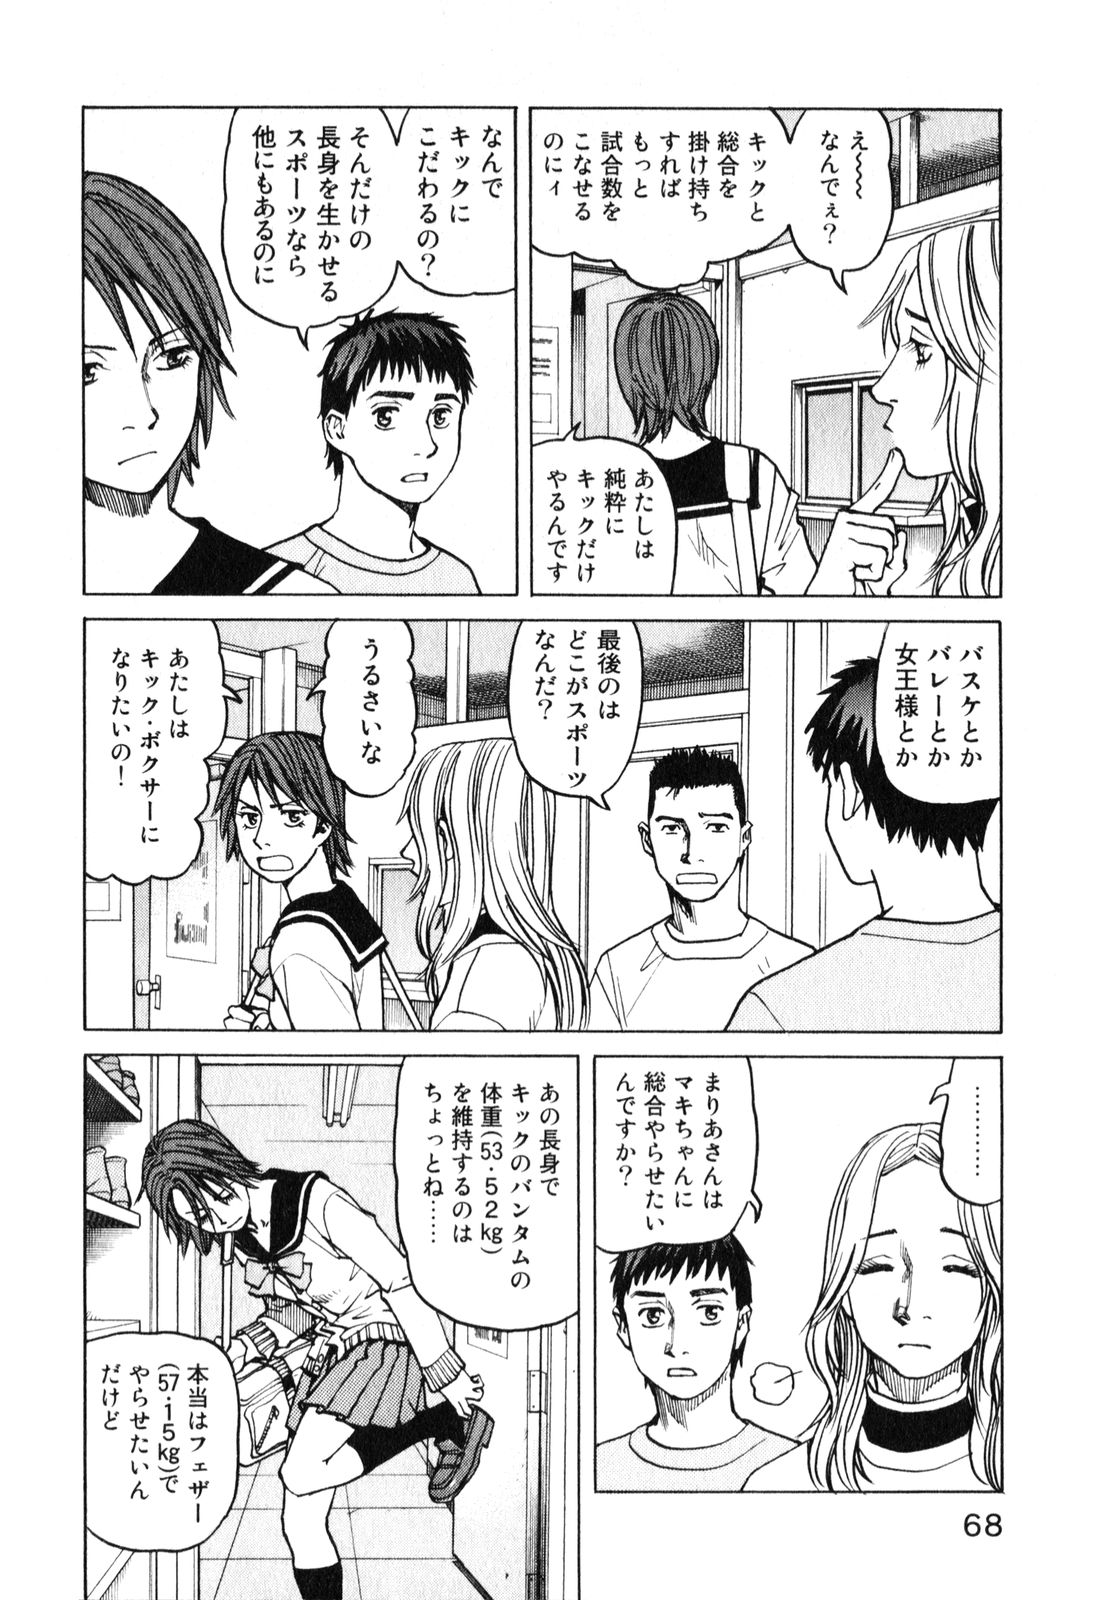 え〜〜〜
なんでぇ?
キックと
総合を
掛け持ち
すれば
もっと
試合数を
こなせる
のにィ
あたしは
純粋に
キックだけ
やるんです
なんで
キックに
こだわるの?
そんだけの
長身を生かせる
スポーツなら
他にもあるのに
バスケとか
バレーとか
女王様とか
最後のは
どこがスポーツ
なんだ?
うるさいな
あたしは
キック・ボクサーに
なりたいの!
…………
まりあさんは
マキちゃんに
総合やらせたい
んですか?
あの長身で
キックのバンタムの
体重(53・52kg)
を維持するのは
ちょっとね……
本当はフェザー
(57・15kg)で
やらせたいん
だけど
68